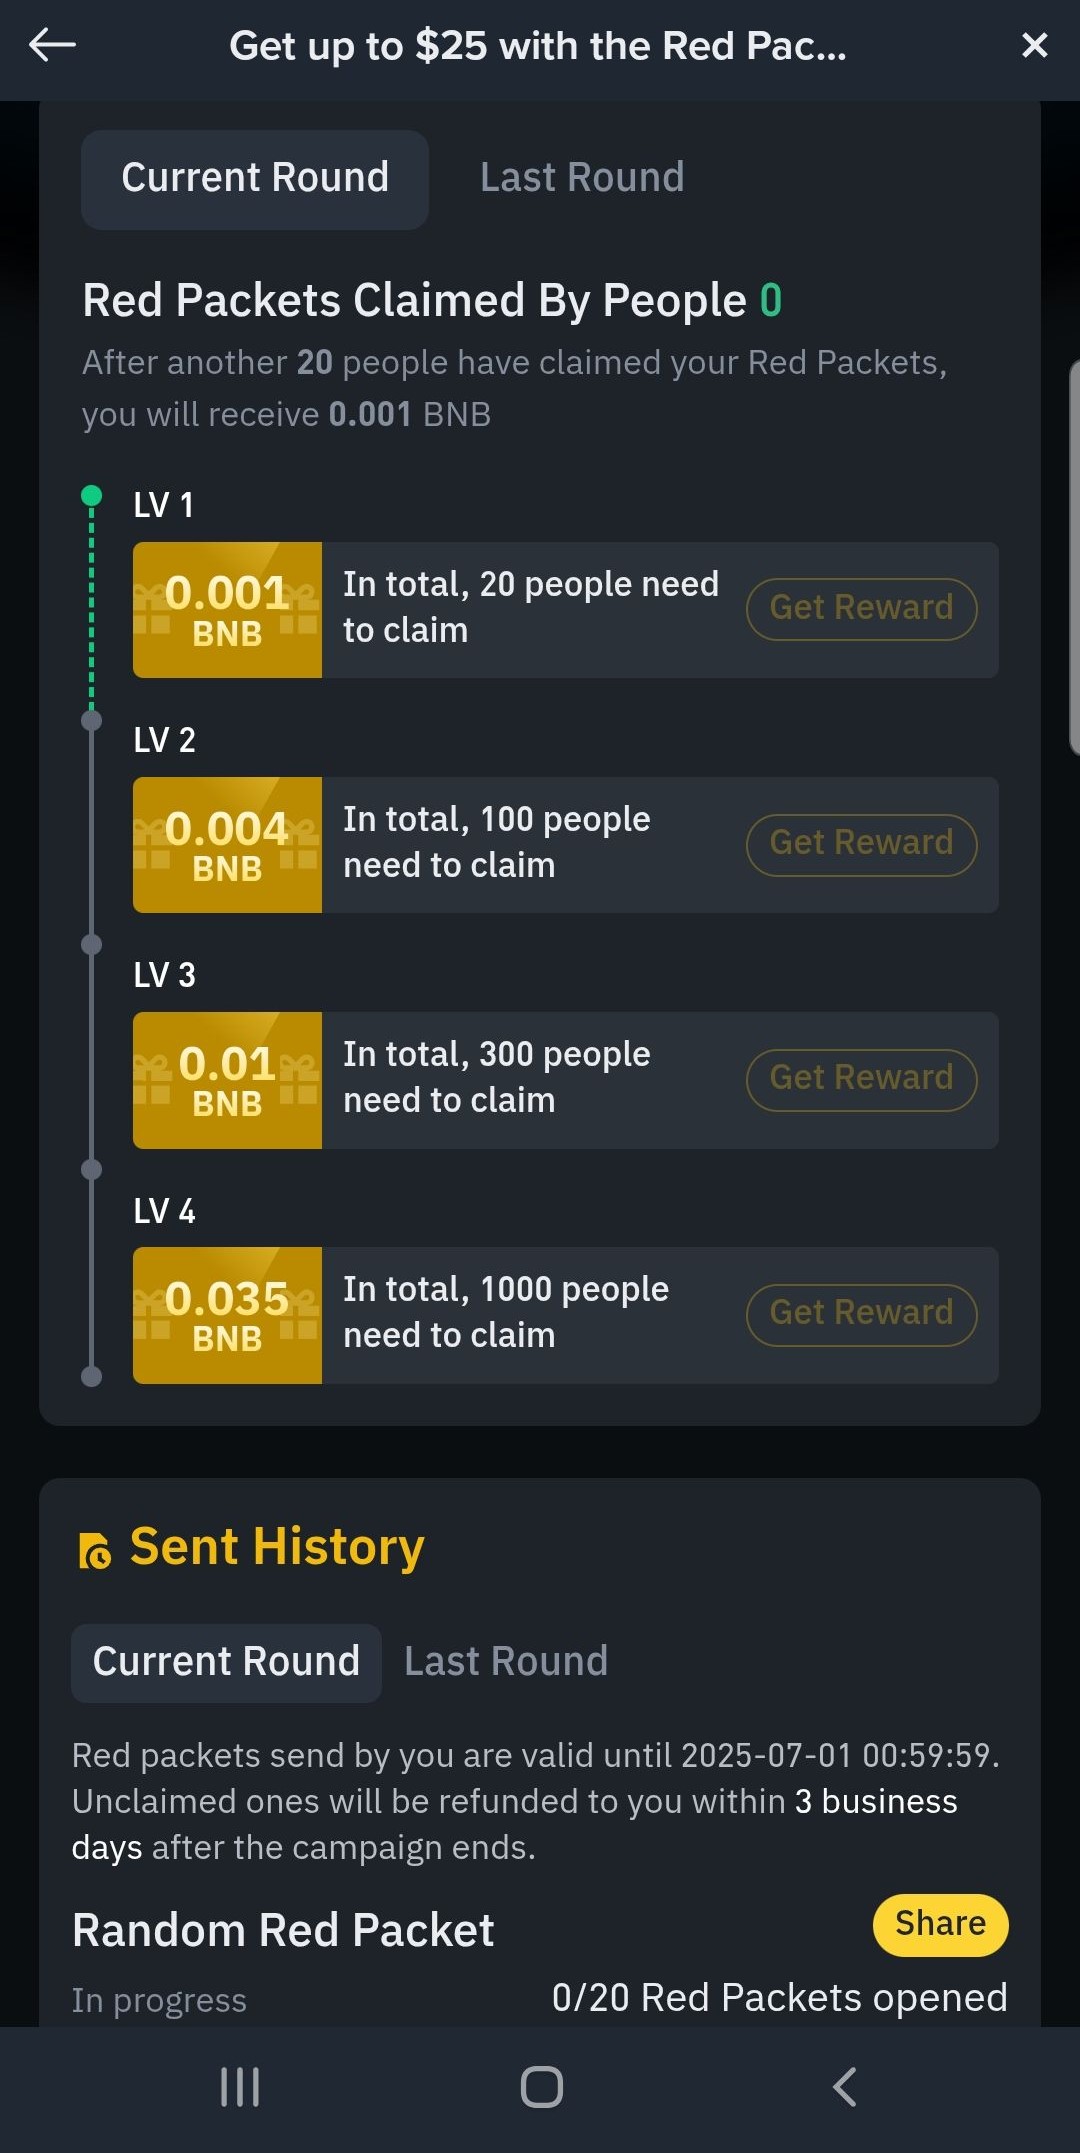 Get up to $25 with the Red Pac...
Current Round
Last Round
Red Packets Claimed By People 0
After another 20 people have claimed your Red Packets,
you will receive 0.001 BNB
LV 1
0.001
BNB
In total, 20 people need
to claim
Get Reward
LV 2
0.004
BNB
In total, 100 people
need to claim
Get Reward
LV 3
0.01
BNB
In total, 300 people
need to claim
Get Reward
LV 4
0.035
BNB
In total, 1000 people
need to claim
Get Reward
Sent History
Current Round
Last Round
Red packets send by you are valid until 2025-07-01 00:59:59.
Unclaimed ones will be refunded to you within 3 business
days after the campaign ends.
Random Red Packet
Share
In progress
0/20 Red Packets opened